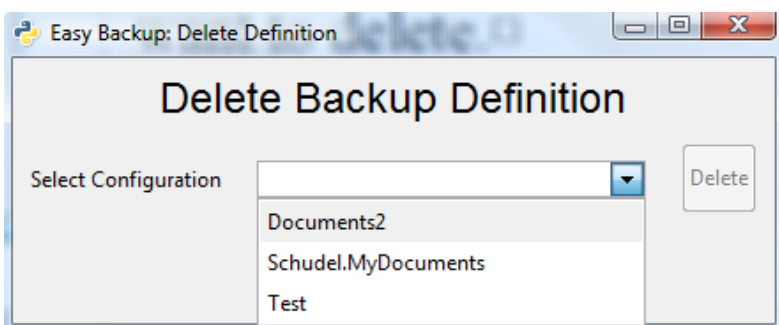 Easy Backup: Delete Definition
Delete Backup Definition
Select Configuration
Delete
Documents2
Schudel.MyDocuments
Test